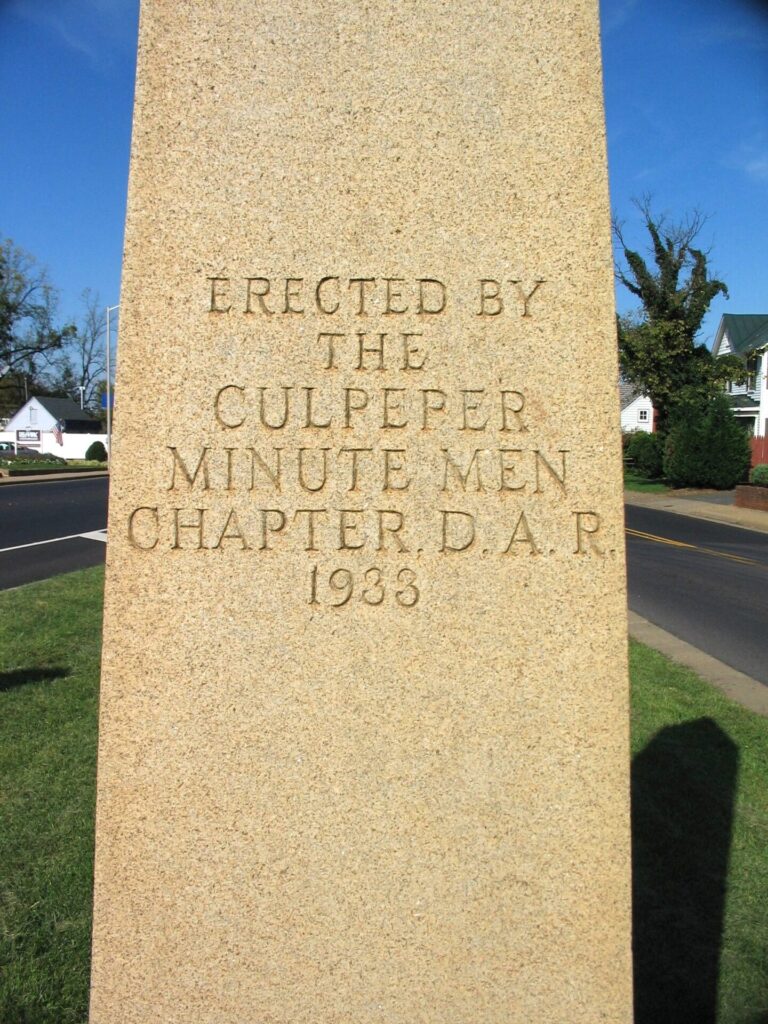 ERECTED BY
THE
CULPEPER
MINUTE MEN
CHAPTER, D. A. R.
1933